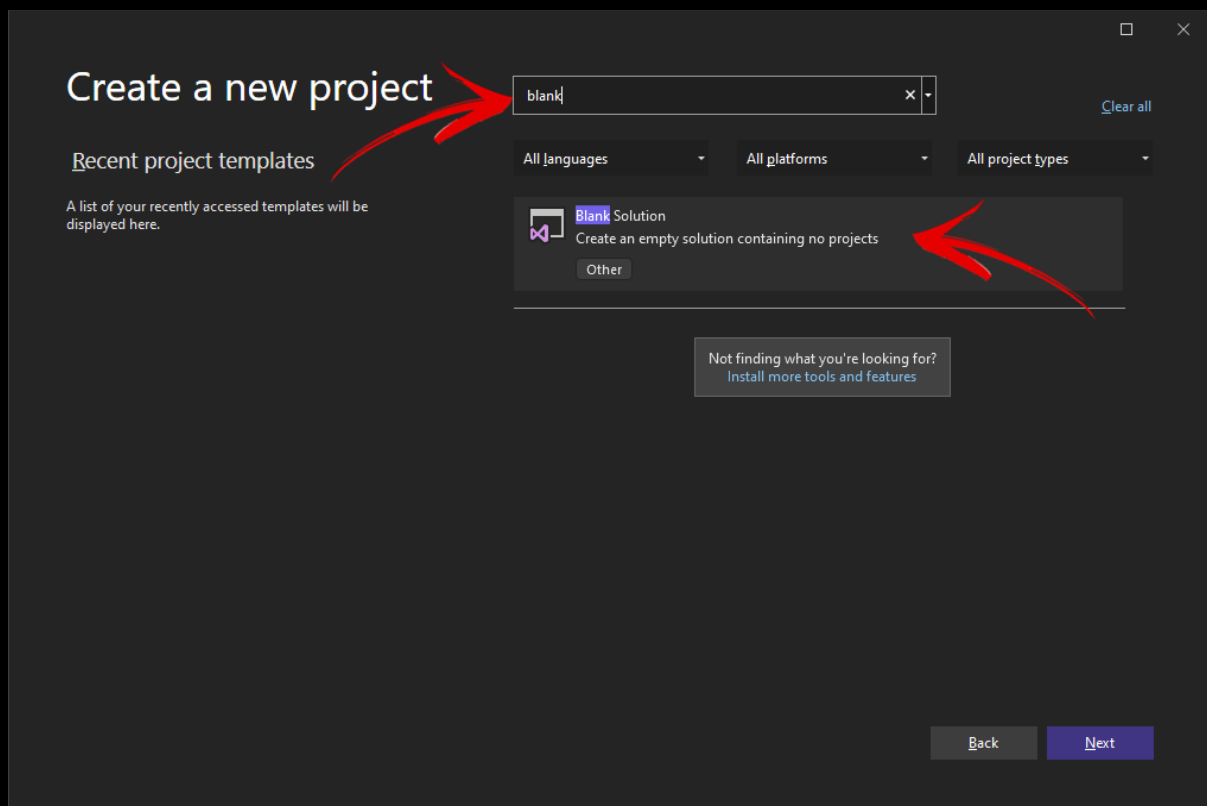 Create a new project
blank
Clear all
Recent project templates
A list of your recently accessed templates will be
displayed here.
All languages
All platforms
All project types
Blank Solution
Create an empty solution containing no projects
Other
Not finding what you're looking for?
Install more tools and features
Back
Next